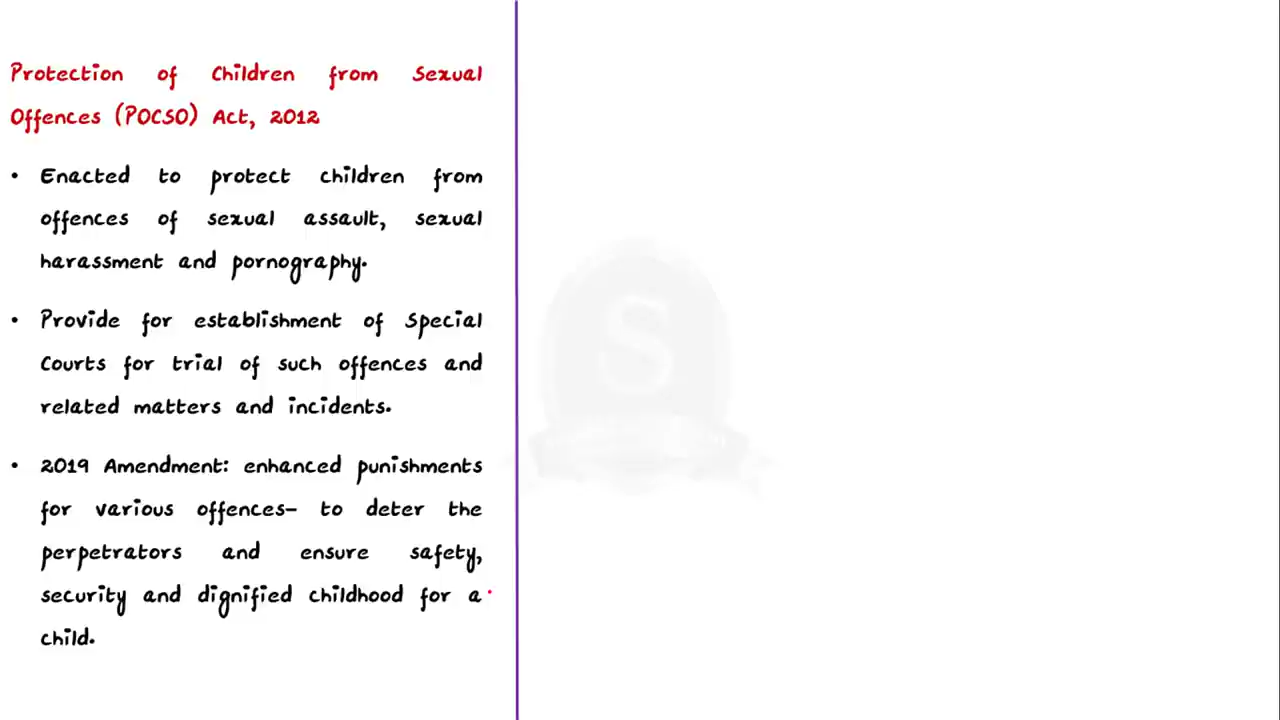 Protection of Children from Sexual
Offences (POCSO) Act, 2012
• Enacted to protect children from
offences of sexual assault, sexual
harassment and pornography.
• Provide for establishment of Special
Courts for trial of such offences and
related matters and incidents.
• 2019 Amendment: enhanced punishments
for various offences- to deter the
perpetrators and ensure safety,
security and dignified childhood for a
child.
S